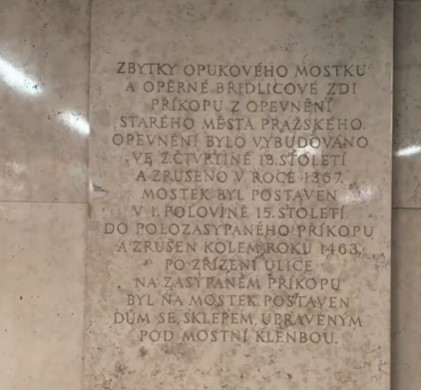 ZBYTKY OPUKOVÉHO MOSTKU
A OPĚRNÉ BŘIDLICOVÉ ZDI
PŘÍKOPU Z OPEVNĚNÍ
STARÉHO MĚSTA PRAŽSKÉHO.
OPEVNĚNÍ BYLO VYBUDOVÁNO
VE 2.ČTVRTINĚ 13.STOLETÍ
A ZRUŠENO V ROCE 1367.
MOSTEK BYL POSTAVEN
V 1. POLOVINĚ 15.STOLETÍ
DO POLOZASYPANÉHO PŘÍKOPU
A ZRUŠEN KOLEM ROKU 1463,
PO ZŘÍZENÍ ULICE
NA ZASYPANÉM PŘÍKOPU
BYL NA MOSTEK POSTAVEN
DŮM SE SKLEPEM, UPRAVENÝM
POD MOSTNÍ KLENBOU.